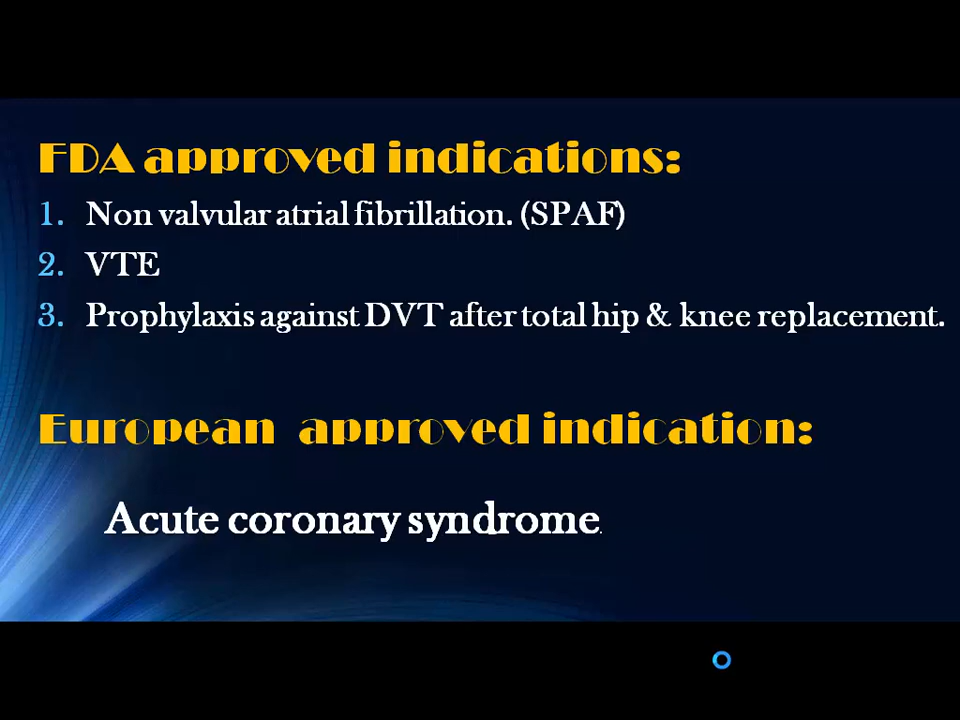 FDA approved indications:
1. Non valvular atrial fibrillation. (SPAF)
2. VTE
3. Prophylaxis against DVT after total hip & knee replacement.
European approved indication:
Acute coronary syndrome.